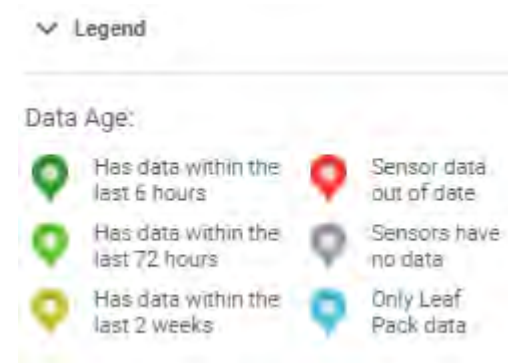 Legend
Data Age:
Has data within the
last 6 hours
Has data within the
last 72 hours
Has data within the
last 2 weeks
Sensor data
out of date
Sensors have
no data
Only Leaf
Pack data